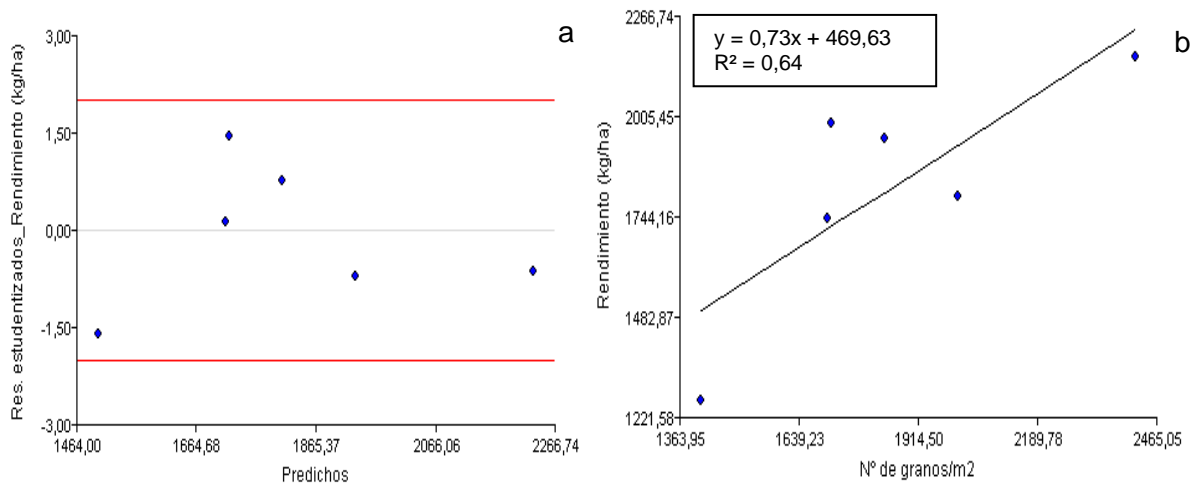 a
3,00
1,50
0,00
-1,50
-3,00
Res. estudentizados_Rendimiento (kg/ha)
1464,00 1664,68 1865,37 2066,06 2266,74
Predichos
b
y = 0,73x + 469,63
R² = 0,64
2266,74
2005,45
1744,16
1482,87
1221,58
Rendimiento (kg/ha)
1363,95 1639,23 1914,50 2189,78 2465,05
Nº de granos/m2